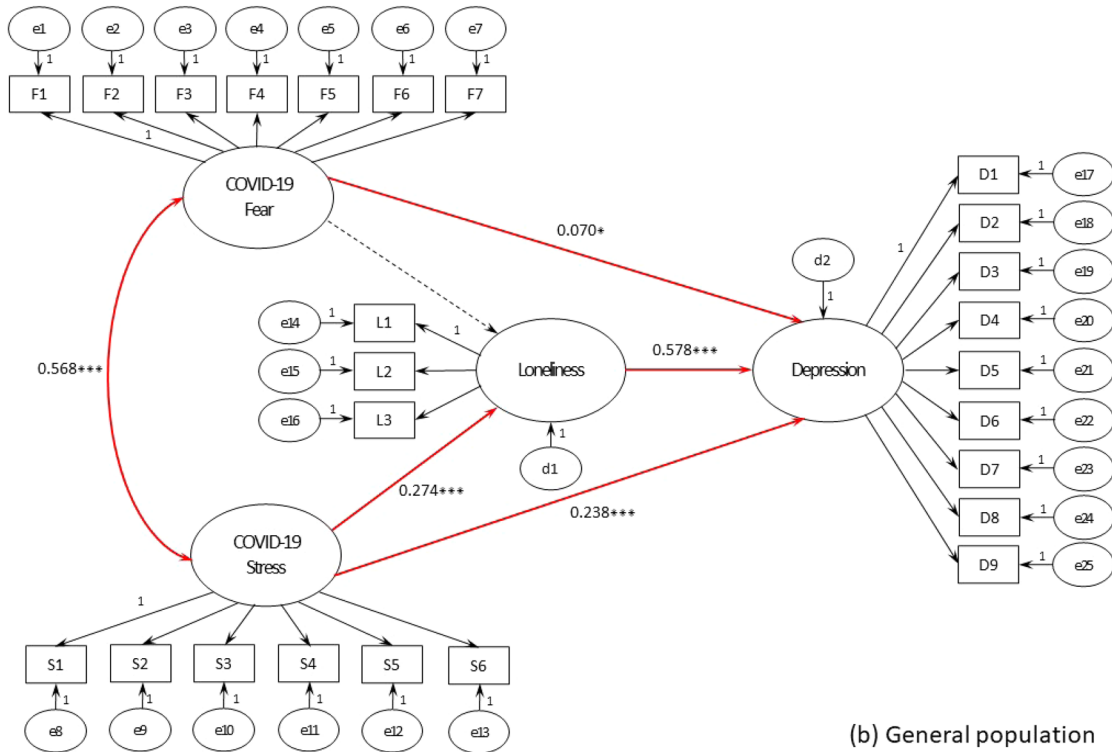 e1 e2 e3 e4 e5 e6 e7
1 1 1 1 1 1 1
F1 F2 F3 F4 F5 F6 F7
1
COVID-19
Fear
0.070*
0.568***
e14 1 L1 1
e15 1 L2
e16 1 L3
Loneliness
0.578***
d2
1
Depression
1
d1
0.274***
0.238***
COVID-19
Stress
1
S1 S2 S3 S4 S5 S6
1 1 1 1 1 1
e8 e9 e10 e11 e12 e13
1
D1 1 e17
D2 1 e18
D3 1 e19
D4 1 e20
D5 1 e21
D6 1 e22
D7 1 e23
D8 1 e24
D9 1 e25
(b) General population